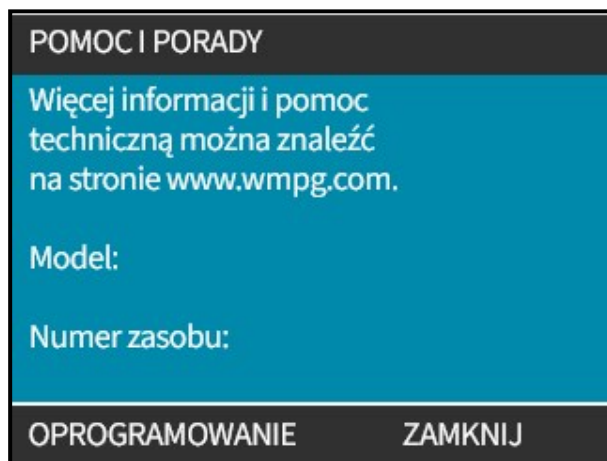 POMOC I PORADY
Więcej informacji i pomoc
techniczną można znaleźć
na stronie www.wmpg.com.
Model:
Numer zasobu:
OPROGRAMOWANIE ZAMKNIJ